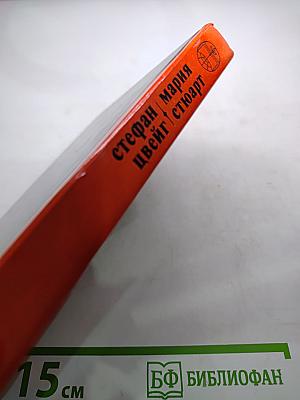 стефан / мария
цвейг / стюарт
15 см
БФ БИБЛИОФАН